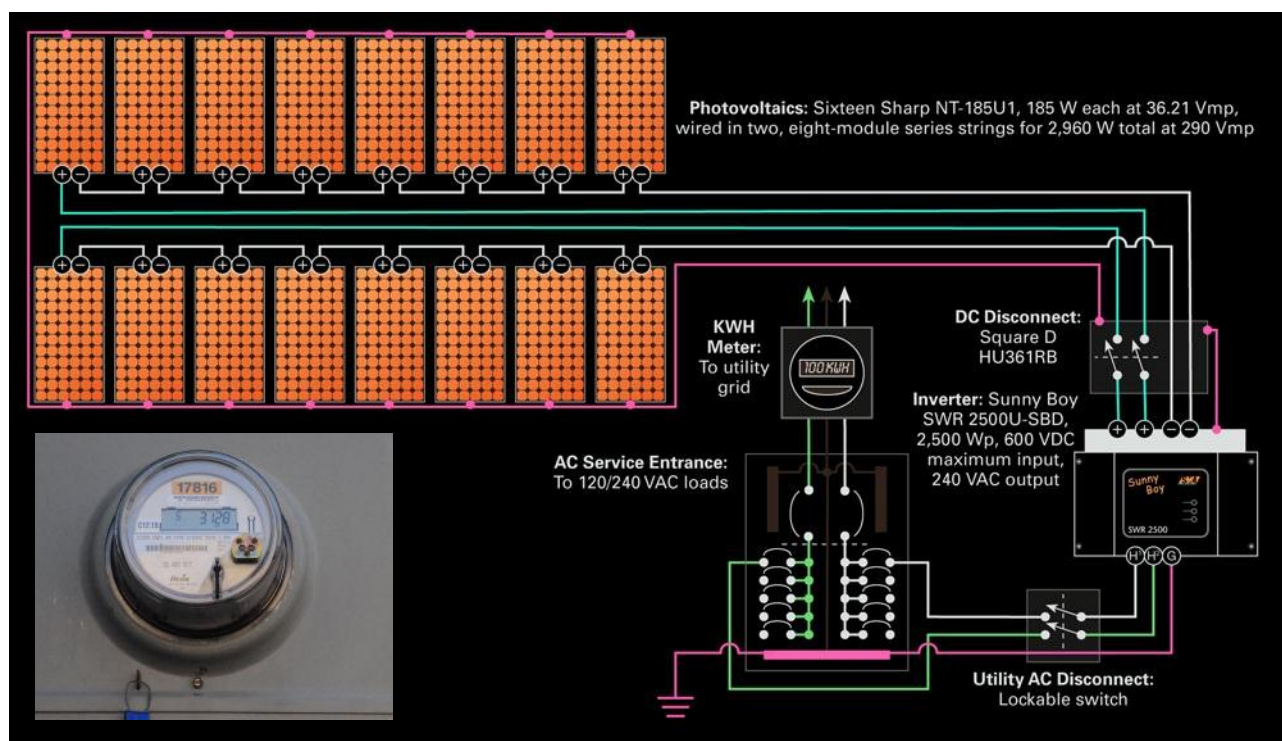 Photovoltaics: Sixteen Sharp NT-185U1, 185 W each at 36.21 Vmp,
wired in two, eight-module series strings for 2,960 W total at 290 Vmp
KWH
Meter:
To utility
grid
100 KWH
DC Disconnect:
Square D
HU361RB
Inverter: Sunny Boy
SWR 2500U-SBD,
2,500 Wp, 600 VDC
maximum input,
240 VAC output
AC Service Entrance:
To 120/240 VAC loads
Sunny
Boy
SWR 2500
H¹ H² G
Utility AC Disconnect:
Lockable switch
17816
3128